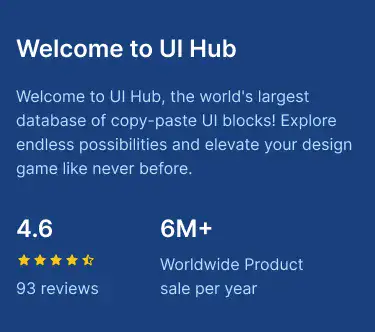 Welcome to UI Hub
Welcome to UI Hub, the world's largest
database of copy-paste UI blocks! Explore
endless possibilities and elevate your design
game like never before.
4.6
93 reviews
6M+
Worldwide Product
sale per year